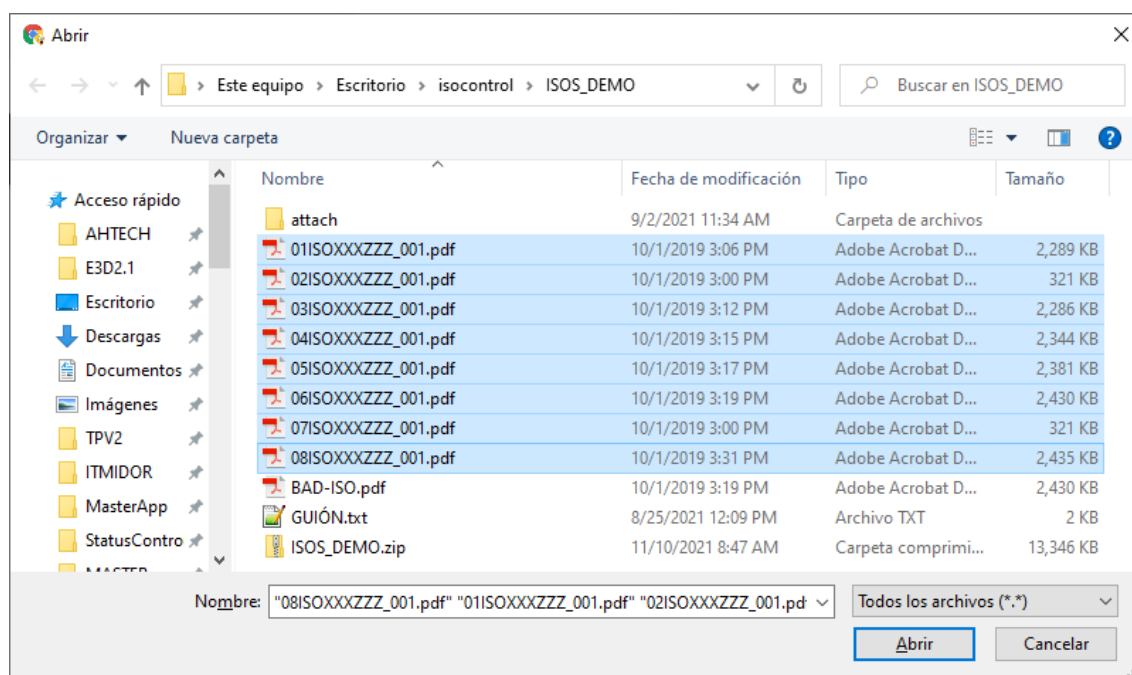 Abrir
Este equipo > Escritorio > isocontrol > ISOS_DEMO
Buscar en ISOS_DEMO
Organizar
Nueva carpeta
?
Nombre Fecha de modificación Tipo Tamaño
Acceso rápido
AHTECH
E3D2.1
Escritorio
Descargas
Documentos
Imágenes
TPV2
ITMIDOR
MasterApp
StatusContro
attach 9/2/2021 11:34 AM Carpeta de archivos
01ISOXXXZZZ_001.pdf 10/1/2019 3:06 PM Adobe Acrobat D... 2,289 KB
02ISOXXXZZZ_001.pdf 10/1/2019 3:00 PM Adobe Acrobat D... 321 KB
03ISOXXXZZZ_001.pdf 10/1/2019 3:12 PM Adobe Acrobat D... 2,286 KB
04ISOXXXZZZ_001.pdf 10/1/2019 3:15 PM Adobe Acrobat D... 2,344 KB
05ISOXXXZZZ_001.pdf 10/1/2019 3:17 PM Adobe Acrobat D... 2,381 KB
06ISOXXXZZZ_001.pdf 10/1/2019 3:19 PM Adobe Acrobat D... 2,430 KB
07ISOXXXZZZ_001.pdf 10/1/2019 3:00 PM Adobe Acrobat D... 321 KB
08ISOXXXZZZ_001.pdf 10/1/2019 3:31 PM Adobe Acrobat D... 2,435 KB
BAD-ISO.pdf 10/1/2019 3:19 PM Adobe Acrobat D... 2,430 KB
GUIÓN.txt 8/25/2021 12:09 PM Archivo TXT 2 KB
ISOS_DEMO.zip 11/10/2021 8:47 AM Carpeta comprimi... 13,346 KB
Nombre: "08ISOXXXZZZ_001.pdf" "01ISOXXXZZZ_001.pdf" "02ISOXXXZZZ_001.pd
Todos los archivos (*.*)
Abrir
Cancelar